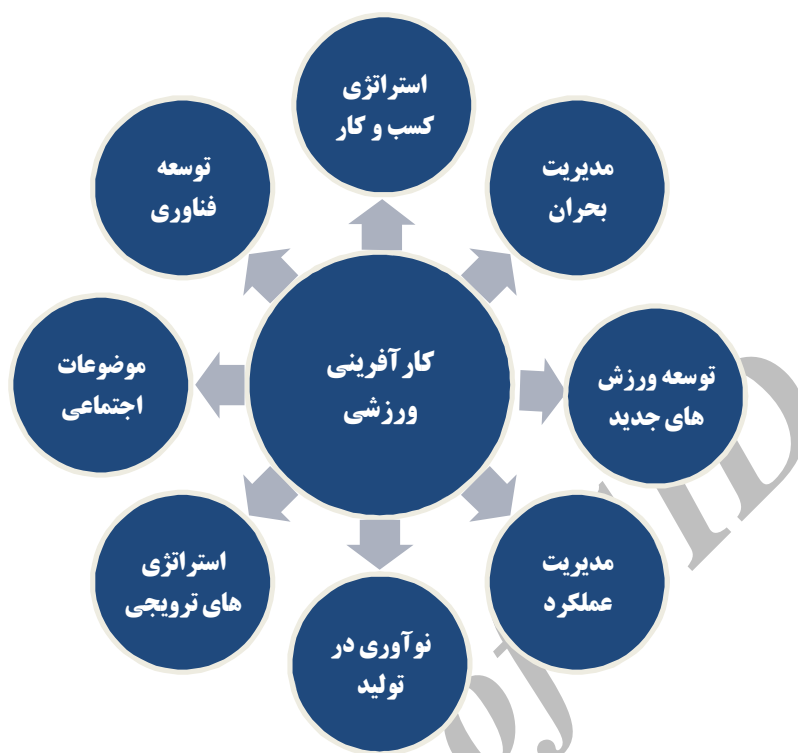 استراتژی
کسب و کار
مدیریت
بحران
توسعه
فناوری
توسعه ورزش
های جدید
کارآفرینی
ورزشی
موضوعات
اجتماعی
مدیریت
عملکرد
استراتژی
های ترویجی
نوآوری در
تولید